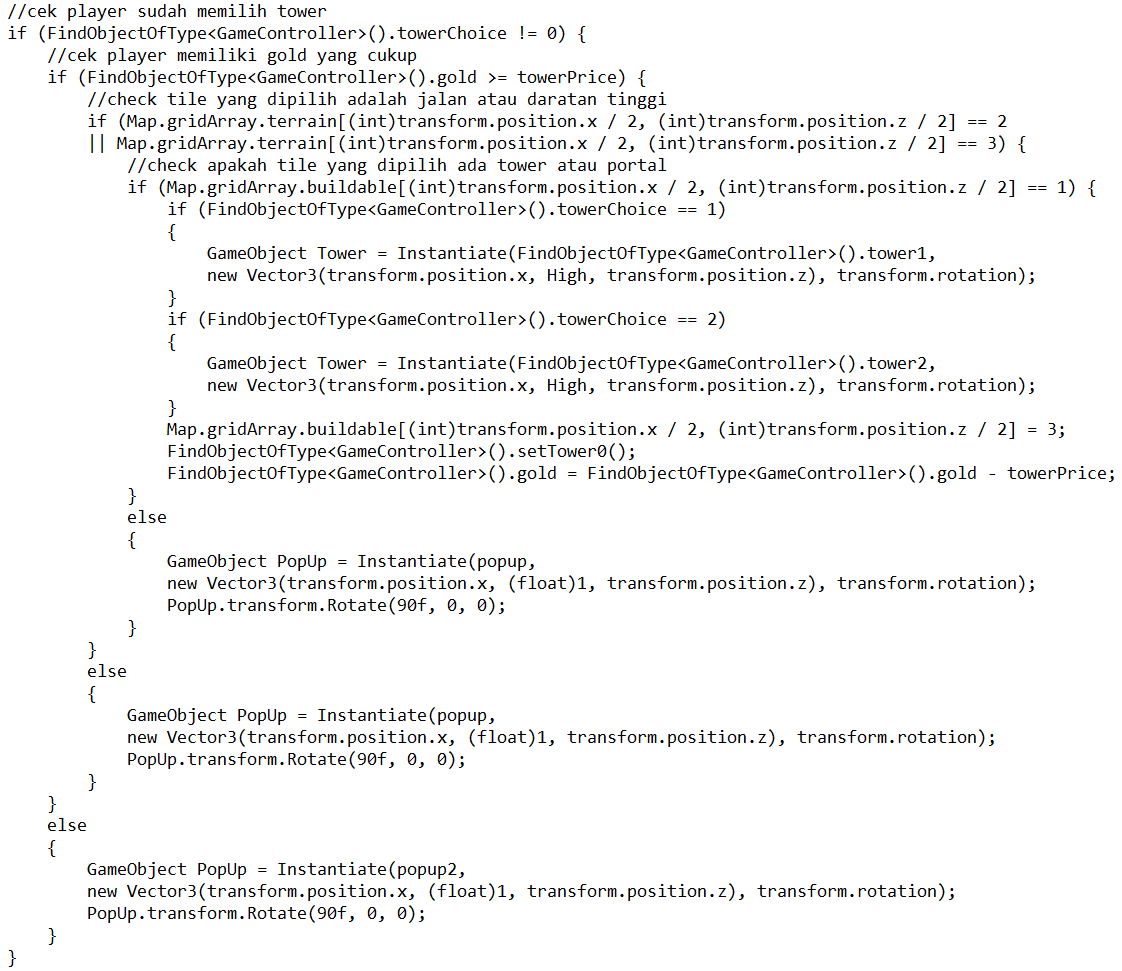 //cek player sudah memilih tower
if (FindObjectOfType<GameController>().towerChoice != 0) {
    //cek player memiliki gold yang cukup
    if (FindObjectOfType<GameController>().gold >= towerPrice) {
        //check tile yang dipilih adalah jalan atau daratan tinggi
        if (Map.gridArray.terrain[(int)transform.position.x / 2, (int)transform.position.z / 2] == 2
        || Map.gridArray.terrain[(int)transform.position.x / 2, (int)transform.position.z / 2] == 3) {
            //check apakah tile yang dipilih ada tower atau portal
            if (Map.gridArray.buildable[(int)transform.position.x / 2, (int)transform.position.z / 2] == 1) {
                if (FindObjectOfType<GameController>().towerChoice == 1)
                {
                    GameObject Tower = Instantiate(FindObjectOfType<GameController>().tower1,
                    new Vector3(transform.position.x, High, transform.position.z), transform.rotation);
                }
                if (FindObjectOfType<GameController>().towerChoice == 2)
                {
                    GameObject Tower = Instantiate(FindObjectOfType<GameController>().tower2,
                    new Vector3(transform.position.x, High, transform.position.z), transform.rotation);
                }
                Map.gridArray.buildable[(int)transform.position.x / 2, (int)transform.position.z / 2] = 3;
                FindObjectOfType<GameController>().setTower0();
                FindObjectOfType<GameController>().gold = FindObjectOfType<GameController>().gold - towerPrice;
            }
            else
            {
                GameObject PopUp = Instantiate(popup,
                new Vector3(transform.position.x, (float)1, transform.position.z), transform.rotation);
                PopUp.transform.Rotate(90f, 0, 0);
            }
        }
        else
        {
            GameObject PopUp = Instantiate(popup,
            new Vector3(transform.position.x, (float)1, transform.position.z), transform.rotation);
            PopUp.transform.Rotate(90f, 0, 0);
        }
    }
    else
    {
        GameObject PopUp = Instantiate(popup2,
        new Vector3(transform.position.x, (float)1, transform.position.z), transform.rotation);
        PopUp.transform.Rotate(90f, 0, 0);
    }
}